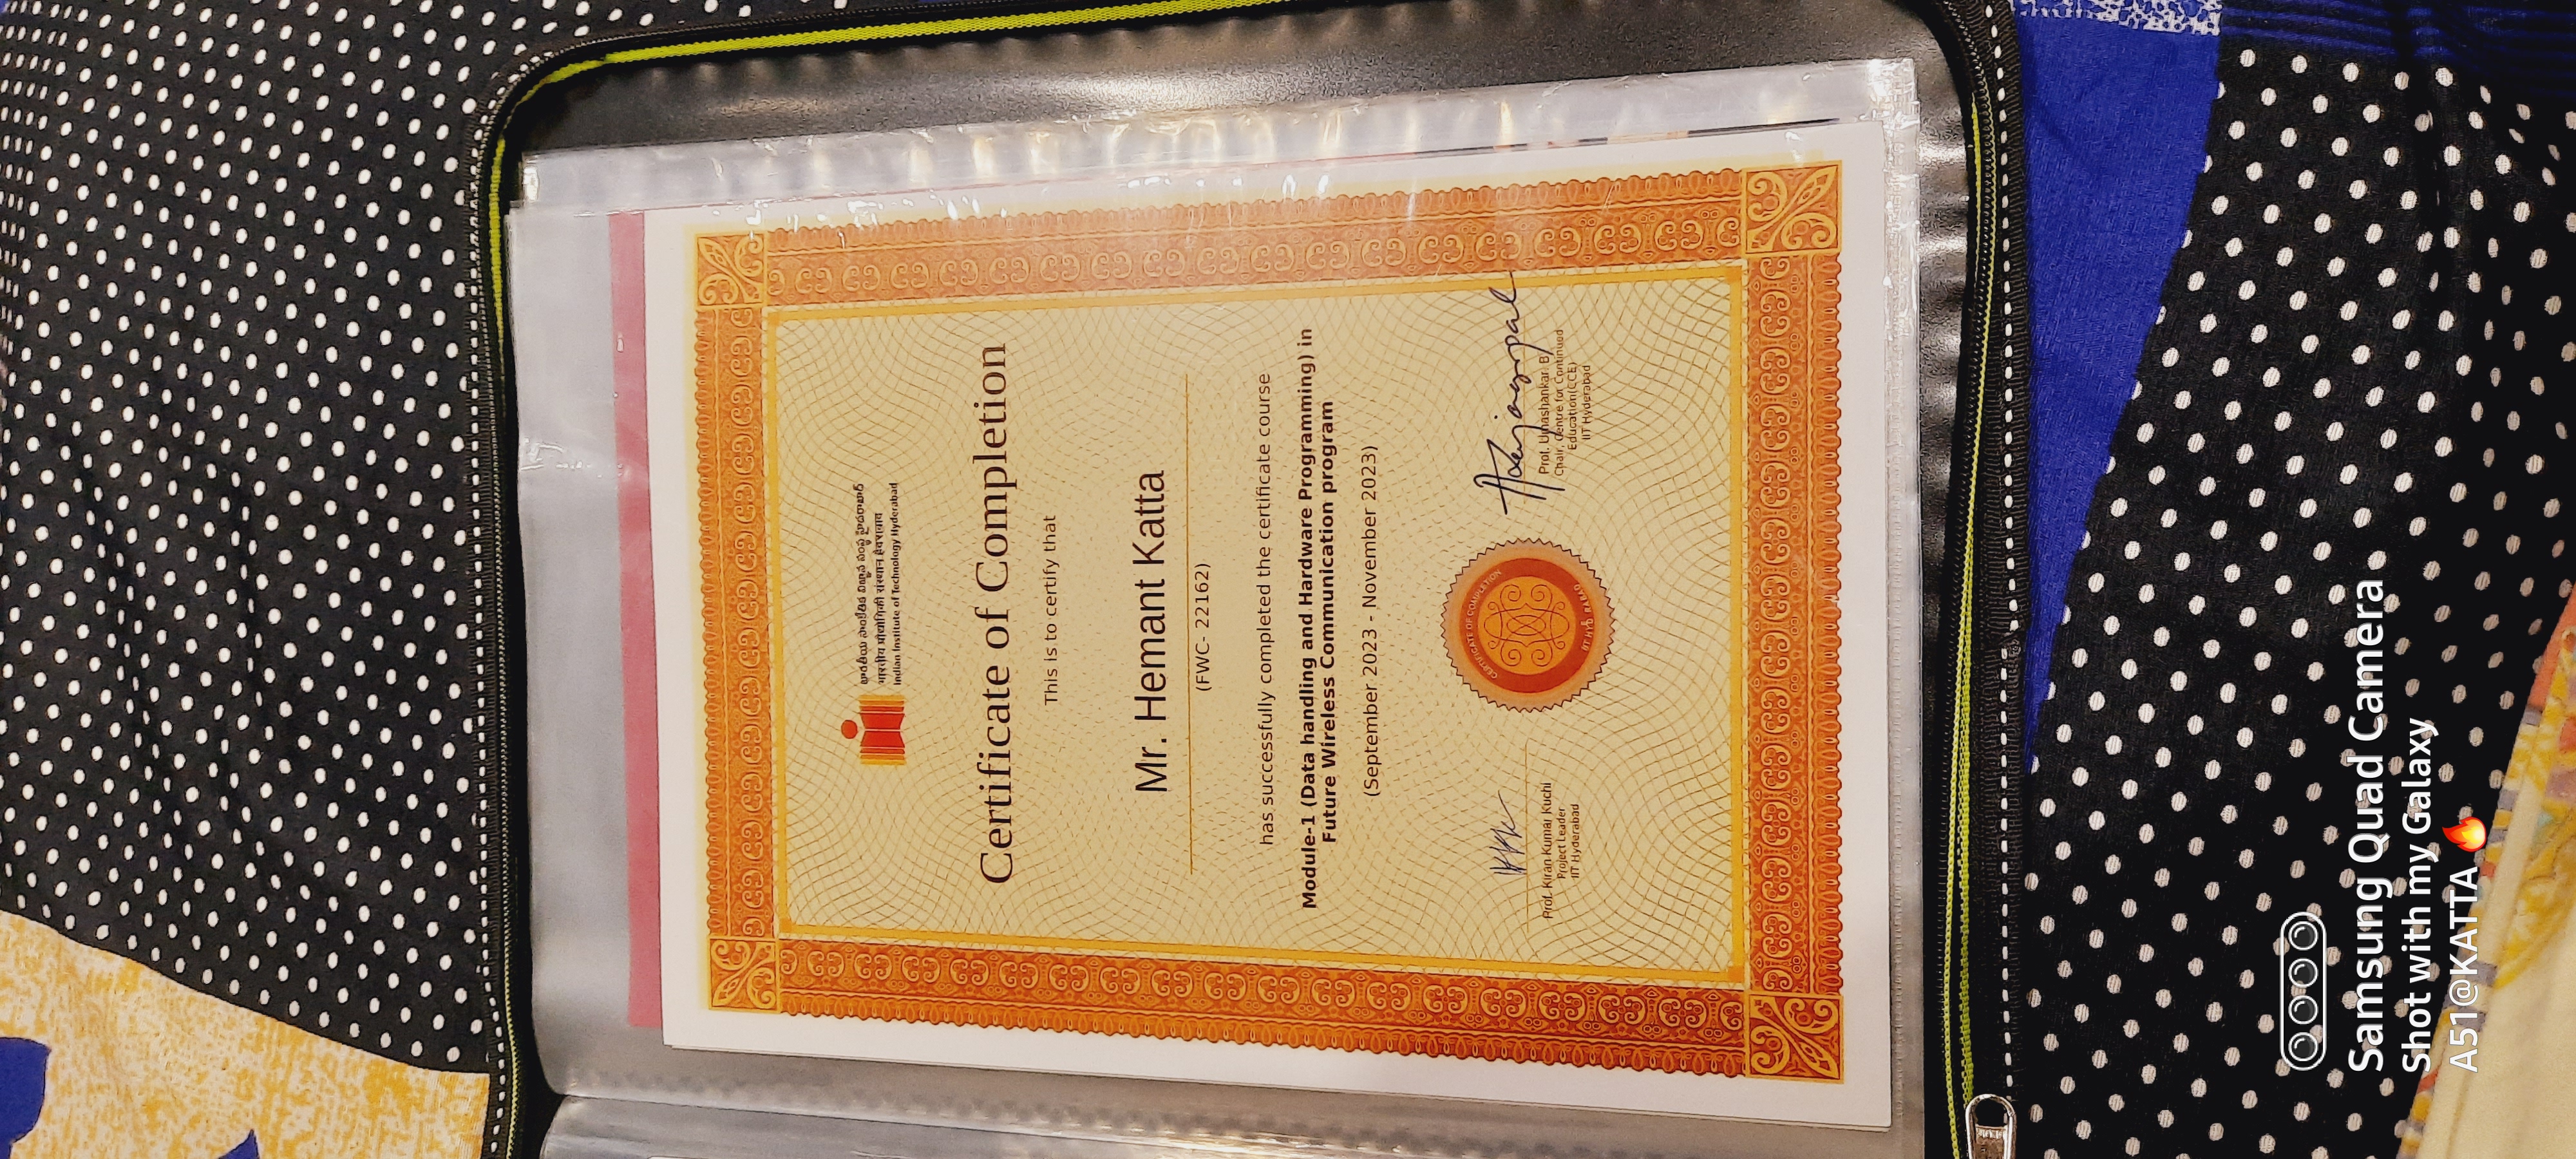 భారతీయ సాంకేతిక విజ్ఞాన సంస్థ హైదరాబాద్
भारतीय प्रौद्योगिकी संस्थान हैदराबाद
Indian Institute of Technology Hyderabad
Certificate of Completion
This is to certify that
Mr. Hemant Katta
(FWC- 22162)
has successfully completed the certificate course
Module-1 (Data handling and Hardware Programming) in
Future Wireless Communication program
(September 2023 - November 2023)
CERTIFICATE OF COMPLETION
Prof. Kiran Kumar Kuchi
Project Leader
IIT Hyderabad
Prof. Umashankar B
Chair, Centre for Continued
Education(CCE)
IIT Hyderabad
Samsung Quad Camera
Shot with my Galaxy
A51@KATTA 🔥